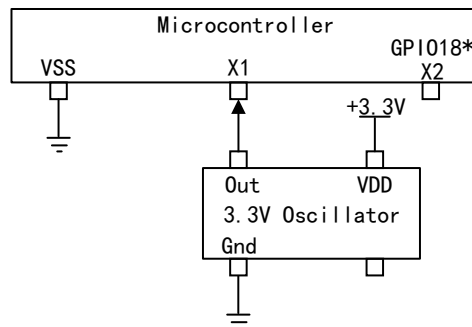 Microcontroller
GPIO18*
VSS
X1
X2
+3.3V
Out
VDD
3.3V Oscillator
Gnd